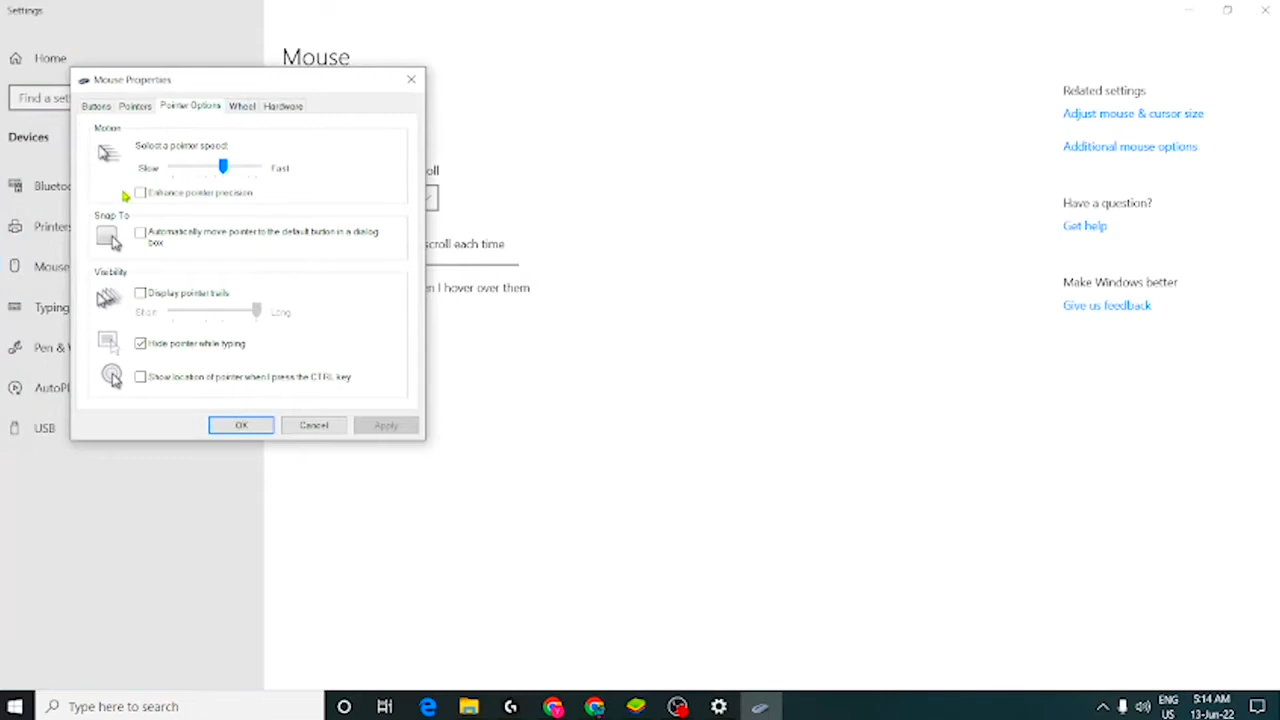 Settings
Home
Find a set
Devices
Bluetoo
Printers
Mouse
Typing
Pen & W
AutoPl
USB
Mouse
oll
scroll each time
en I hover over them
Mouse Properties
Buttons Pointers Pointer Options Wheel Hardware
Motion
Select a pointer speed:
Slow Fast
Enhance pointer precision
Snap To
Automatically move pointer to the default button in a dialog
box
Visibility
Display pointer trails
Short Long
Hide pointer while typing
Show location of pointer when I press the CTRL key
OK Cancel Apply
Related settings
Adjust mouse & cursor size
Additional mouse options
Have a question?
Get help
Make Windows better
Give us feedback
Type here to search
ENG
US
5:14 AM
13-Jun-22